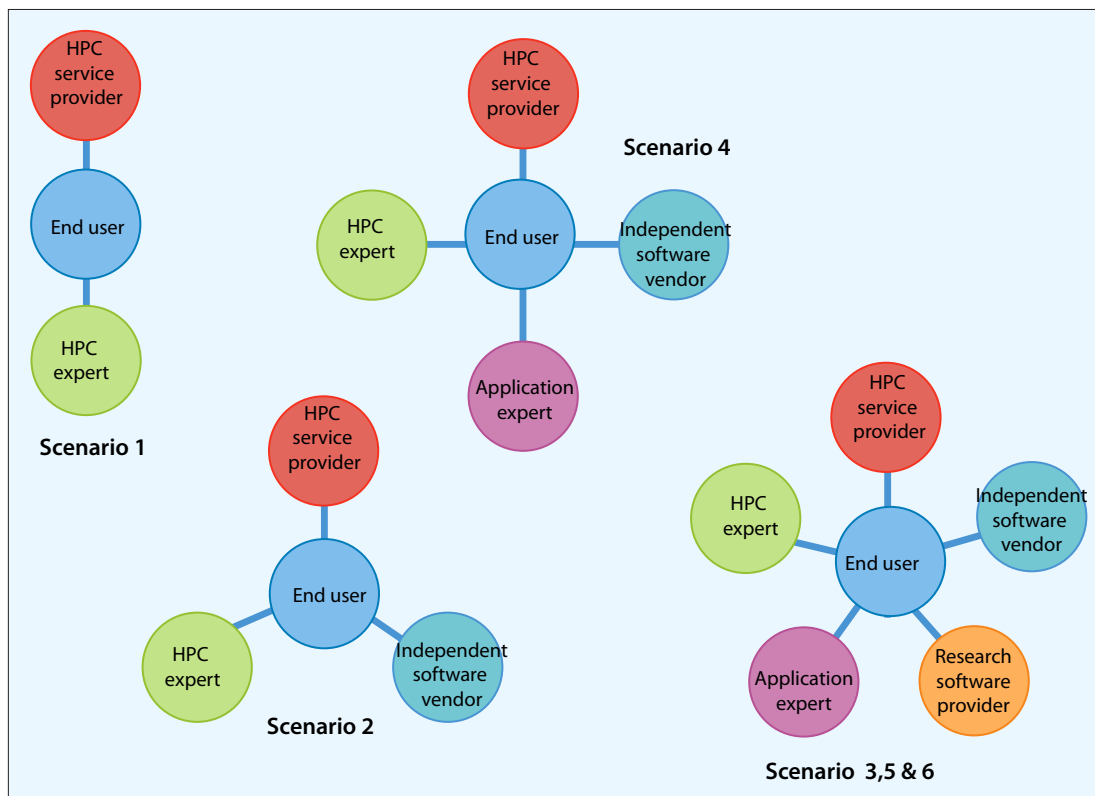 HPC
service
provider
End user
HPC
expert
Scenario 1
HPC
service
provider
Scenario 4
HPC
expert
End user
Independent
software
vendor
Application
expert
HPC
service
provider
End user
HPC
expert
Independent
software
vendor
Scenario 2
HPC
service
provider
HPC
expert
Independent
software
vendor
End user
Application
expert
Research
software
provider
Scenario  3,5 & 6